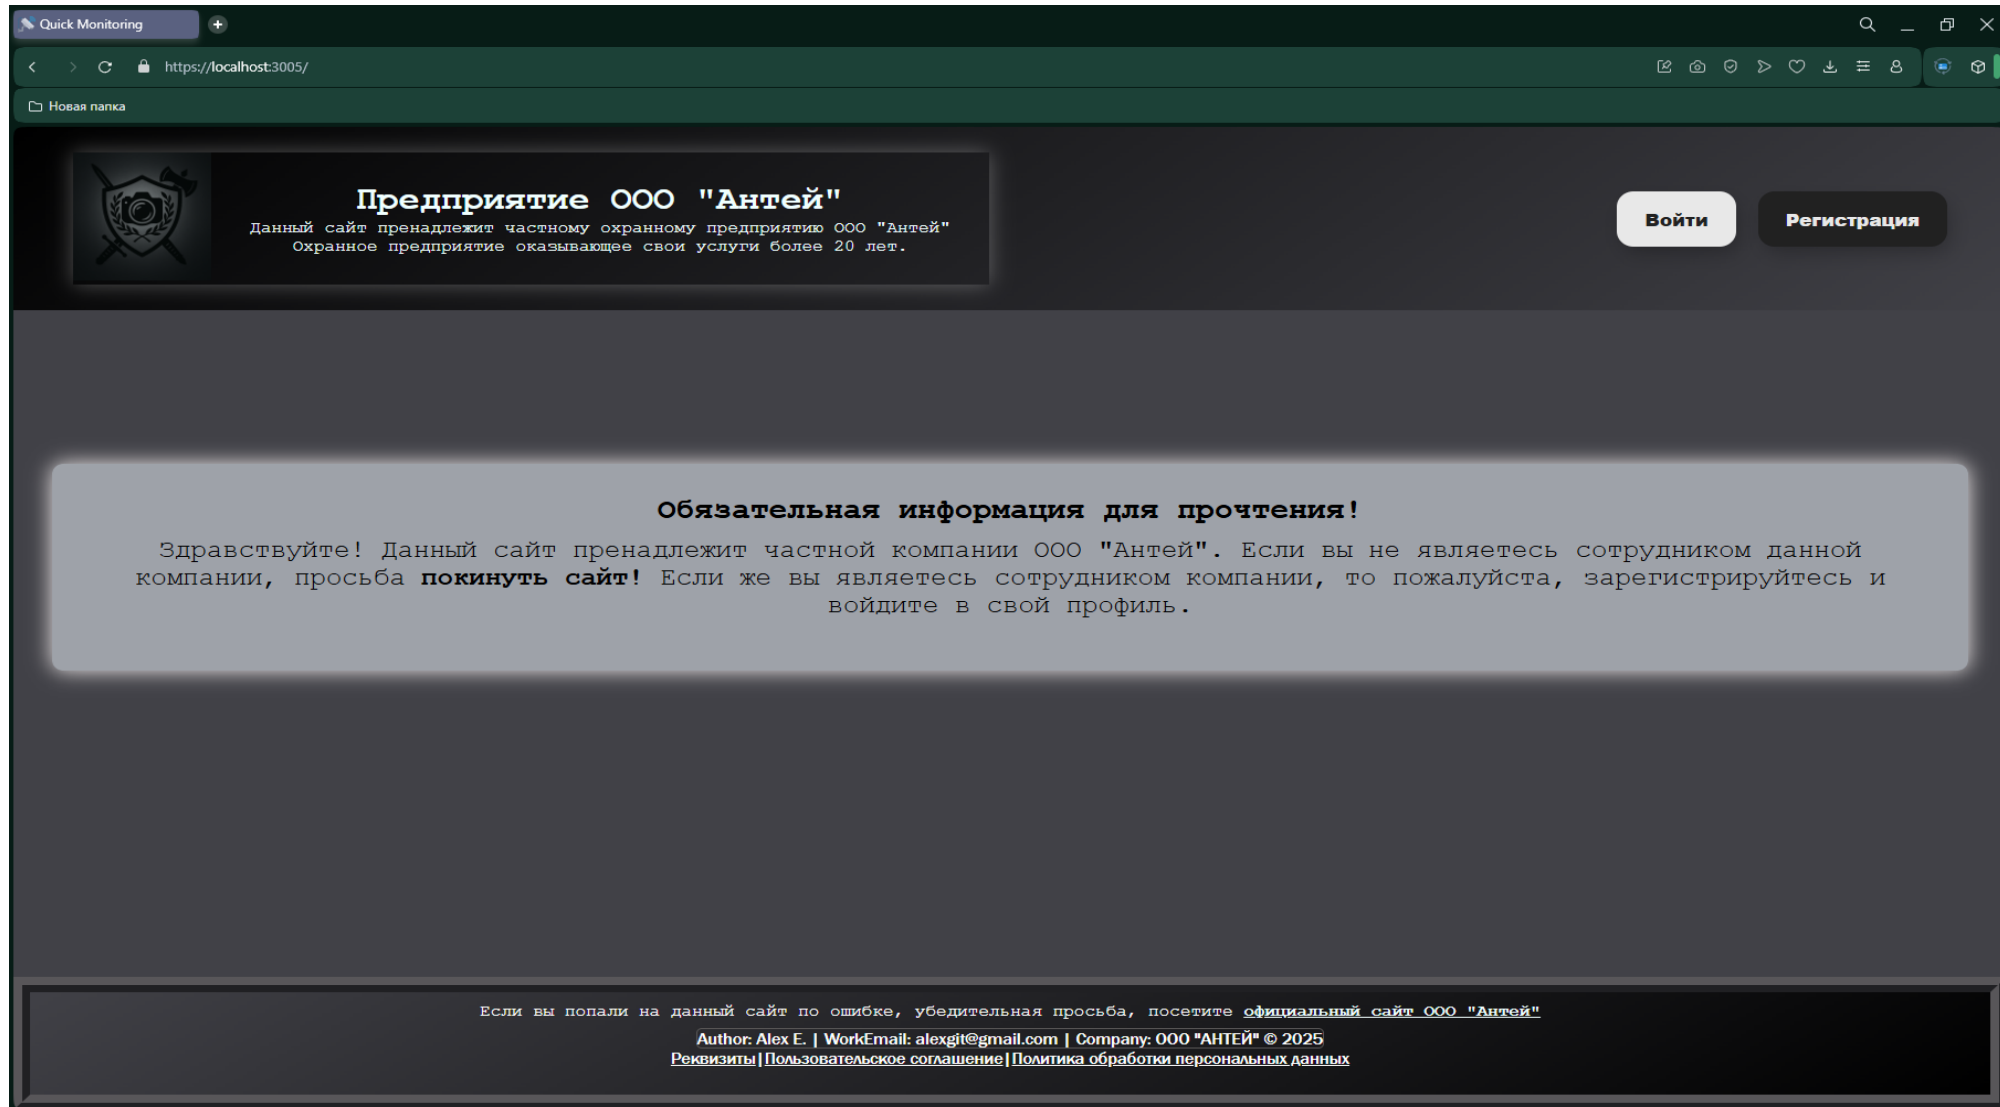 Quick Monitoring
https://localhost:3005/
Новая папка
Предприятие ООО "Антей"
Данный сайт пренадлежит частному охранному предприятию ООО "Антей"
Охранное предприятие оказывающее свои услуги более 20 лет.
Войти
Регистрация
Обязательная информация для прочтения!
Здравствуйте! Данный сайт пренадлежит частной компании ООО "Антей". Если вы не являетесь сотрудником данной
компании, просьба покинуть сайт! Если же вы являетесь сотрудником компании, то пожалуйста, зарегистрируйтесь и
войдите в свой профиль.
Если вы попали на данный сайт по ошибке, убедительная просьба, посетите официальный сайт ООО "Антей"
Author: Alex E. | WorkEmail: alexgit@gmail.com | Company: ООО "АНТЕЙ" © 2025
Реквизиты|Пользовательское соглашение|Политика обработки персональных данных